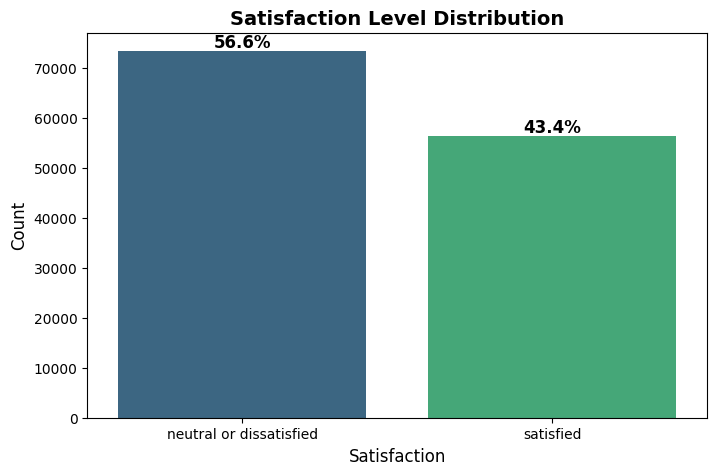 Satisfaction Level Distribution
56.6%
43.4%
Count
70000
60000
50000
40000
30000
20000
10000
0
neutral or dissatisfied
satisfied
Satisfaction